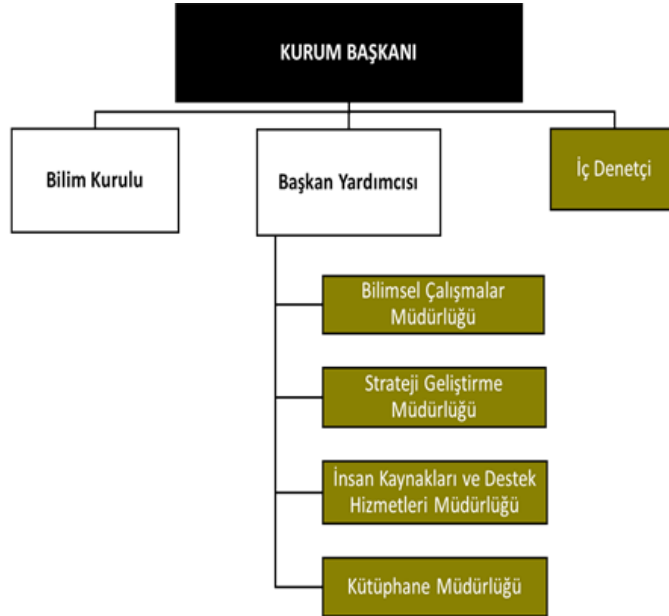 KURUM BAŞKANI
Bilim Kurulu
Başkan Yardımcısı
İç Denetçi
Bilimsel Çalışmalar
Müdürlüğü
Strateji Geliştirme
Müdürlüğü
İnsan Kaynakları ve Destek
Hizmetleri Müdürlüğü
Kütüphane Müdürlüğü